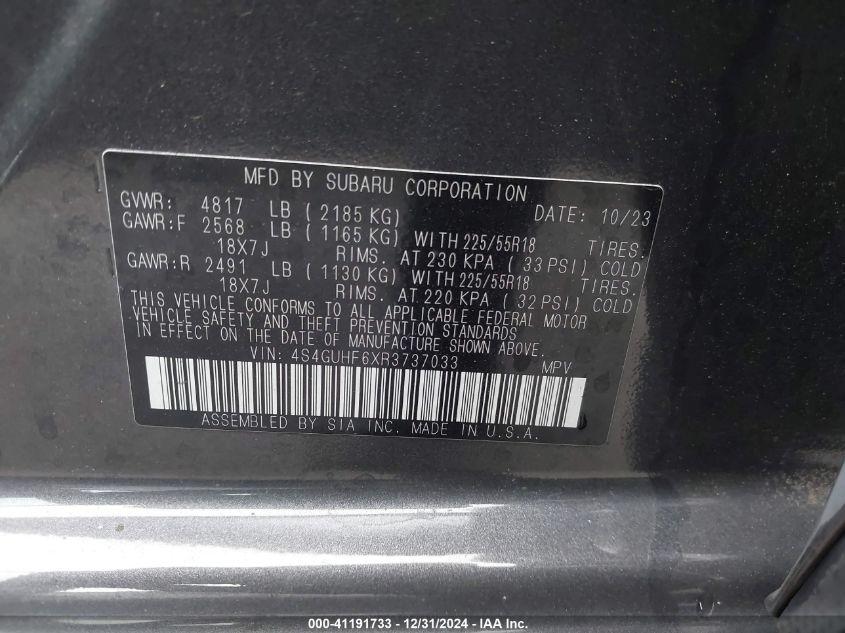 MFD BY SUBARU CORPORATION
GVWR: 4817 LB ( 2185 KG) DATE: 10/23
GAWR:F 2568 LB ( 1165 KG) WITH 225/55R18 TIRES.
18X7J RIMS. AT 230 KPA ( 33 PSI) COLD
GAWR:R 2491 LB ( 1130 KG) WITH 225/55R18 TIRES.
18X7J RIMS. AT 220 KPA 32 PSI) COLD
THIS VEHICLE CONFORMS TO ALL APPLICABLE FEDERAL MOTOR
VEHICLE SAFETY AND THEFT PREVENTION STANDARDS
IN EFFECT ON THE DATE OF MANUFACTURE SHOWN ABOVE.
VIN: 4S4GUHF6XR3737033 MPV
ASSEMBLED BY SIA INC. MADE IN U.S.A.
000-41191733 - 12/31/2024 - IAA Inc.